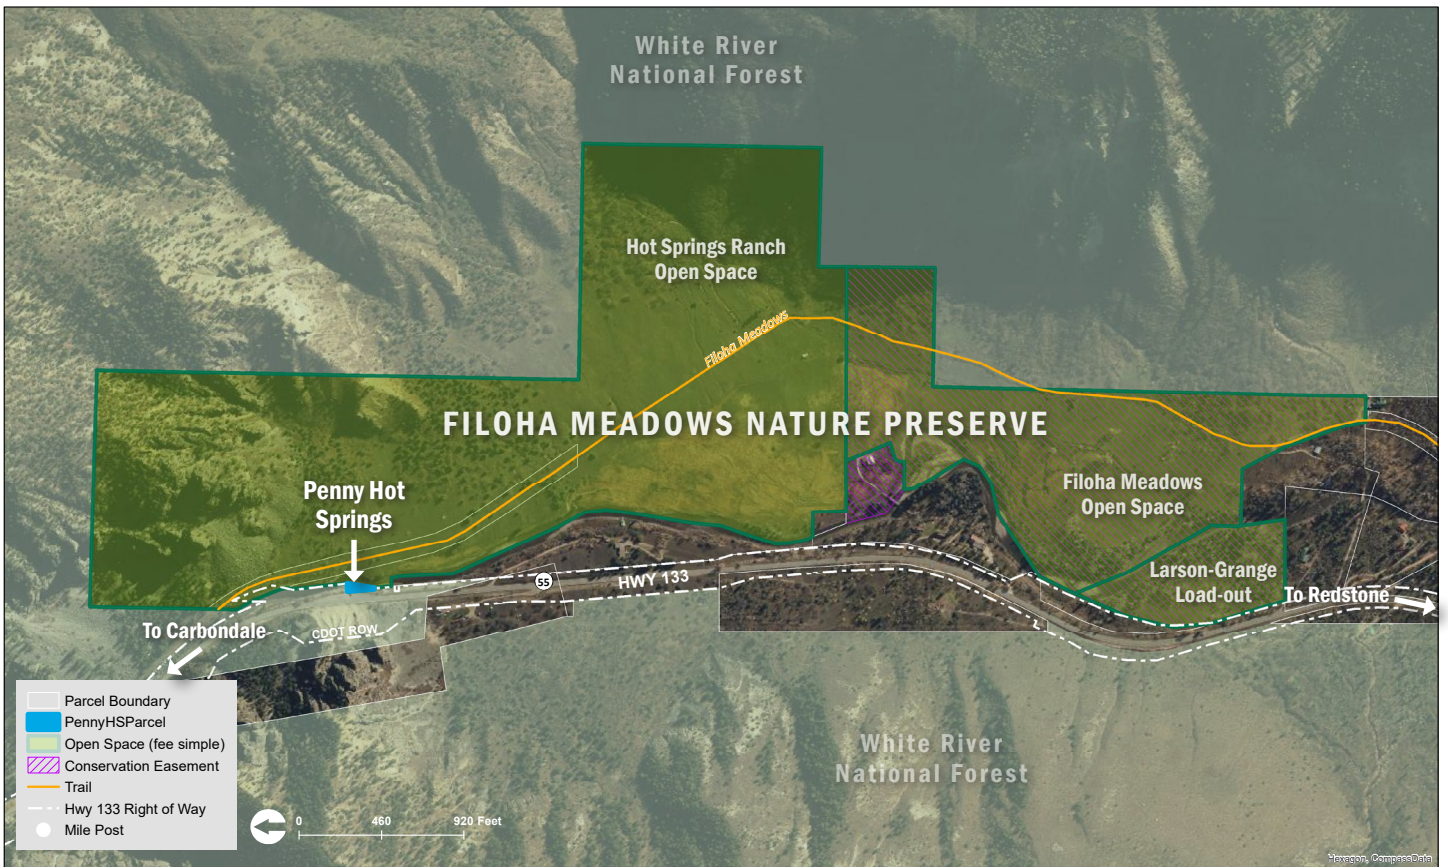 White River
National Forest
Hot Springs Ranch
Open Space
Filoha Meadows
FILOHA MEADOWS NATURE PRESERVE
Penny Hot
Springs
Filoha Meadows
Open Space
55
HWY 133
Larson-Grange
Load-out
To Redstone
To Carbondale
CDOT ROW
Parcel Boundary
PennyHSParcel
Open Space (fee simple)
Conservation Easement
Trail
Hwy 133 Right of Way
Mile Post
0 460 920 Feet
White River
National Forest
Hexagon, CompassData